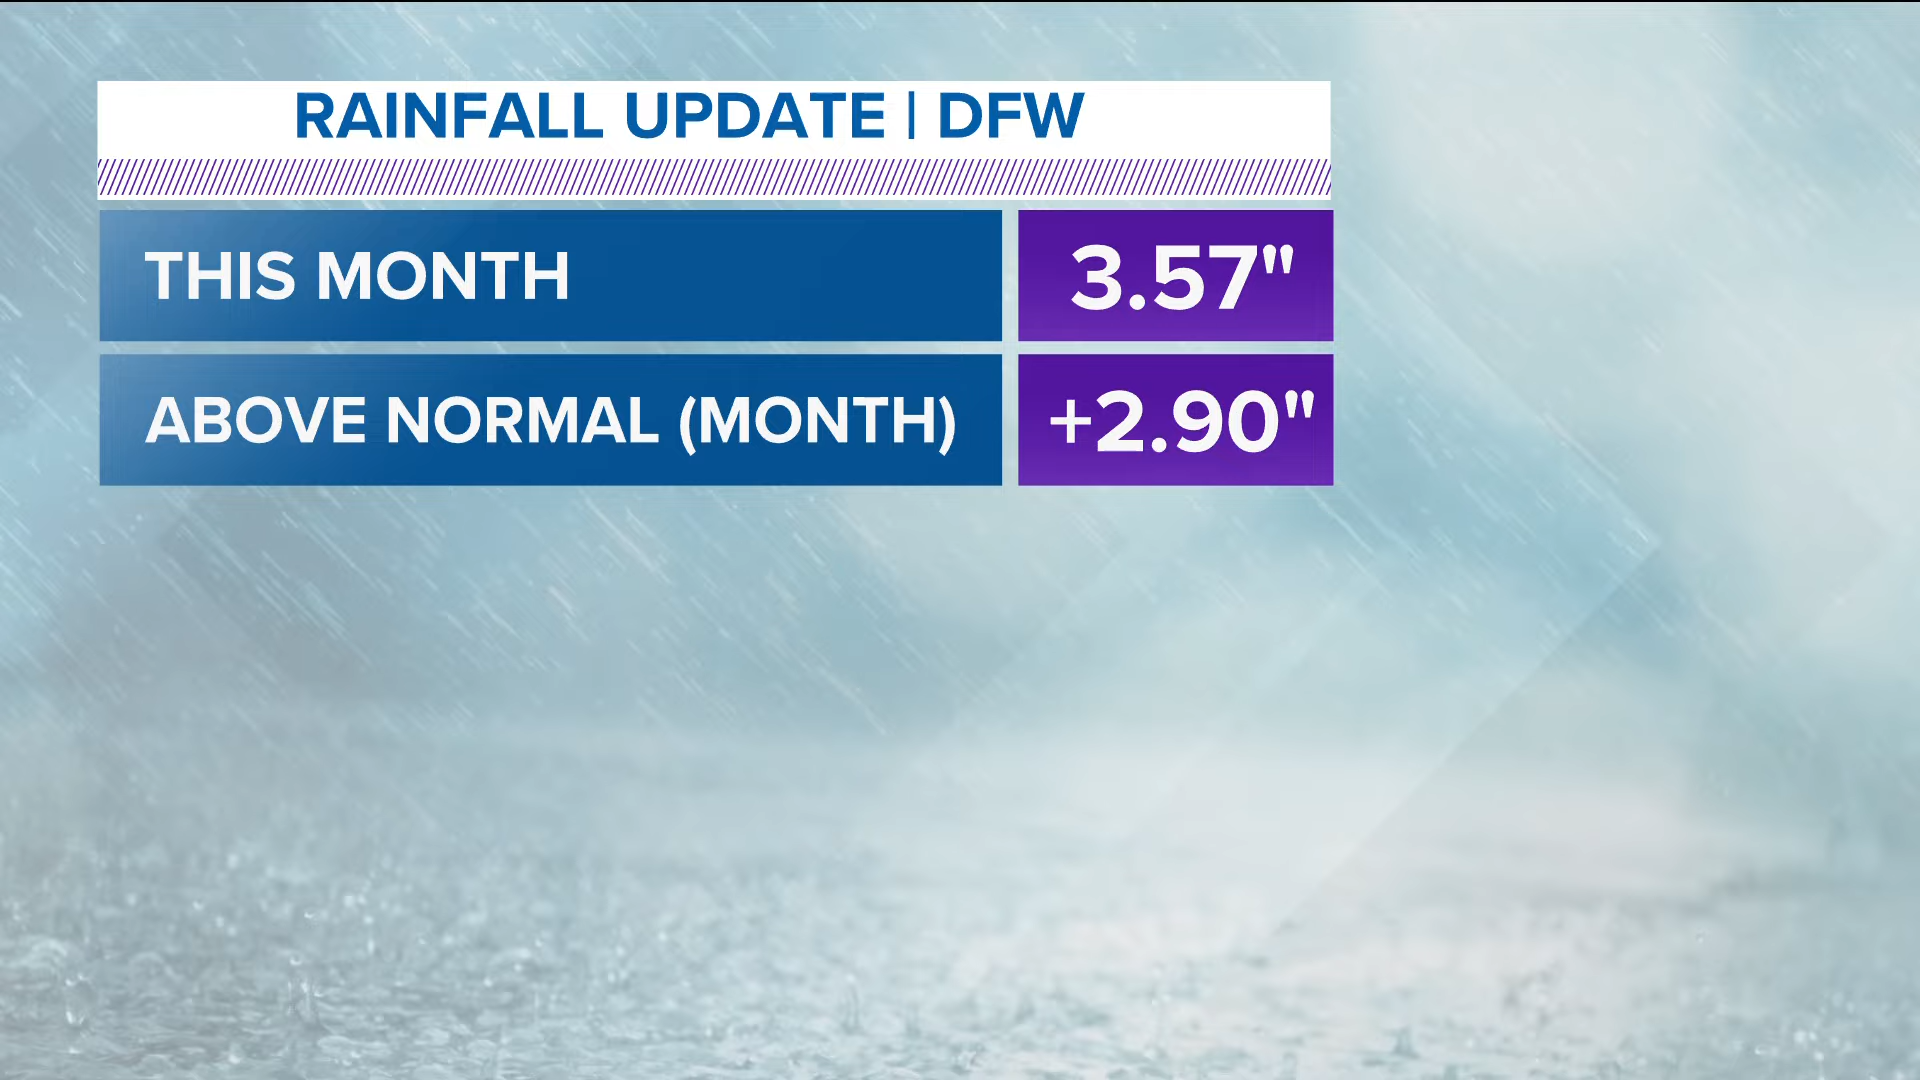 RAINFALL UPDATE | DFW
THIS MONTH 3.57"
ABOVE NORMAL (MONTH) +2.90"